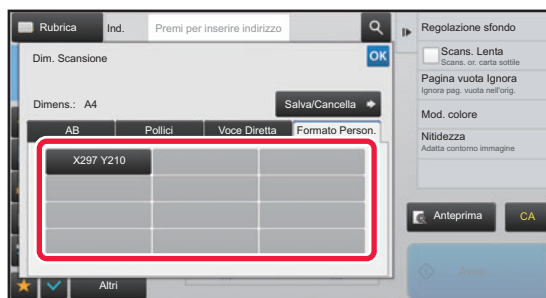 Rubrica
Ind.
Premi per inserire indirizzo
Dim. Scansione
OK
Dimens.: A4
Salva/Cancella
AB
Pollici
Voce Diretta
Formato Person.
X297 Y210
Altri
Regolazione sfondo
Scans. Lenta
Scans. or. carta sottile
Pagina vuota Ignora
Ignora pag. vuota nell'orig.
Mod. colore
Nitidezza
Adatta contorno immagine
Anteprima
CA
Avvio